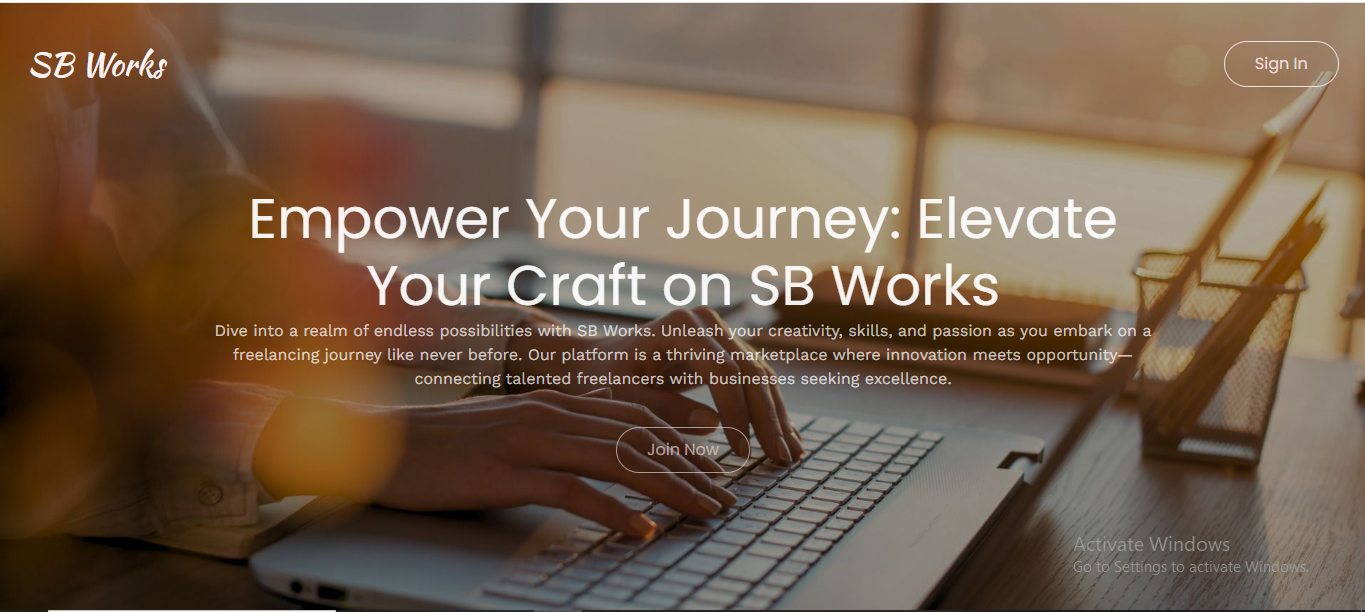 SB Works
Sign In
Empower Your Journey: Elevate
Your Craft on SB Works
Dive into a realm of endless possibilities with SB Works. Unleash your creativity, skills, and passion as you embark on a
freelancing journey like never before. Our platform is a thriving marketplace where innovation meets opportunity—
connecting talented freelancers with businesses seeking excellence.
Join Now
Activate Windows
Go to Settings to activate Windows.